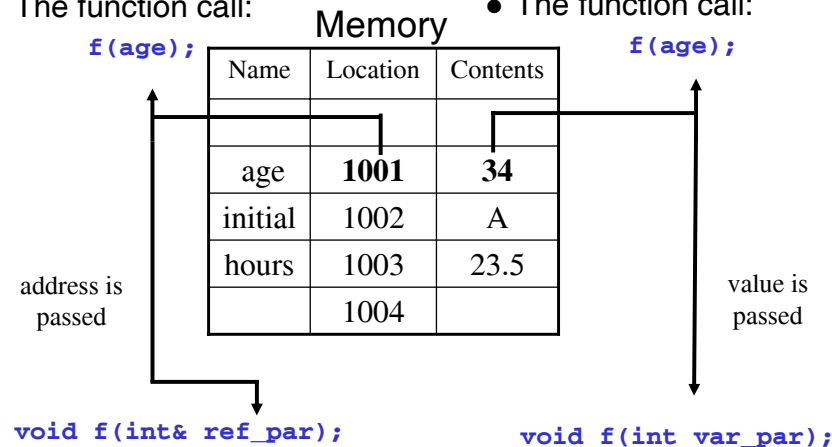 The function call:
f(age);
Memory
● The function call:
f(age);
Name Location Contents
age 1001 34
initial 1002 A
hours 1003 23.5
1004
address is
passed
value is
passed
void f(int& ref_par);
void f(int var_par);